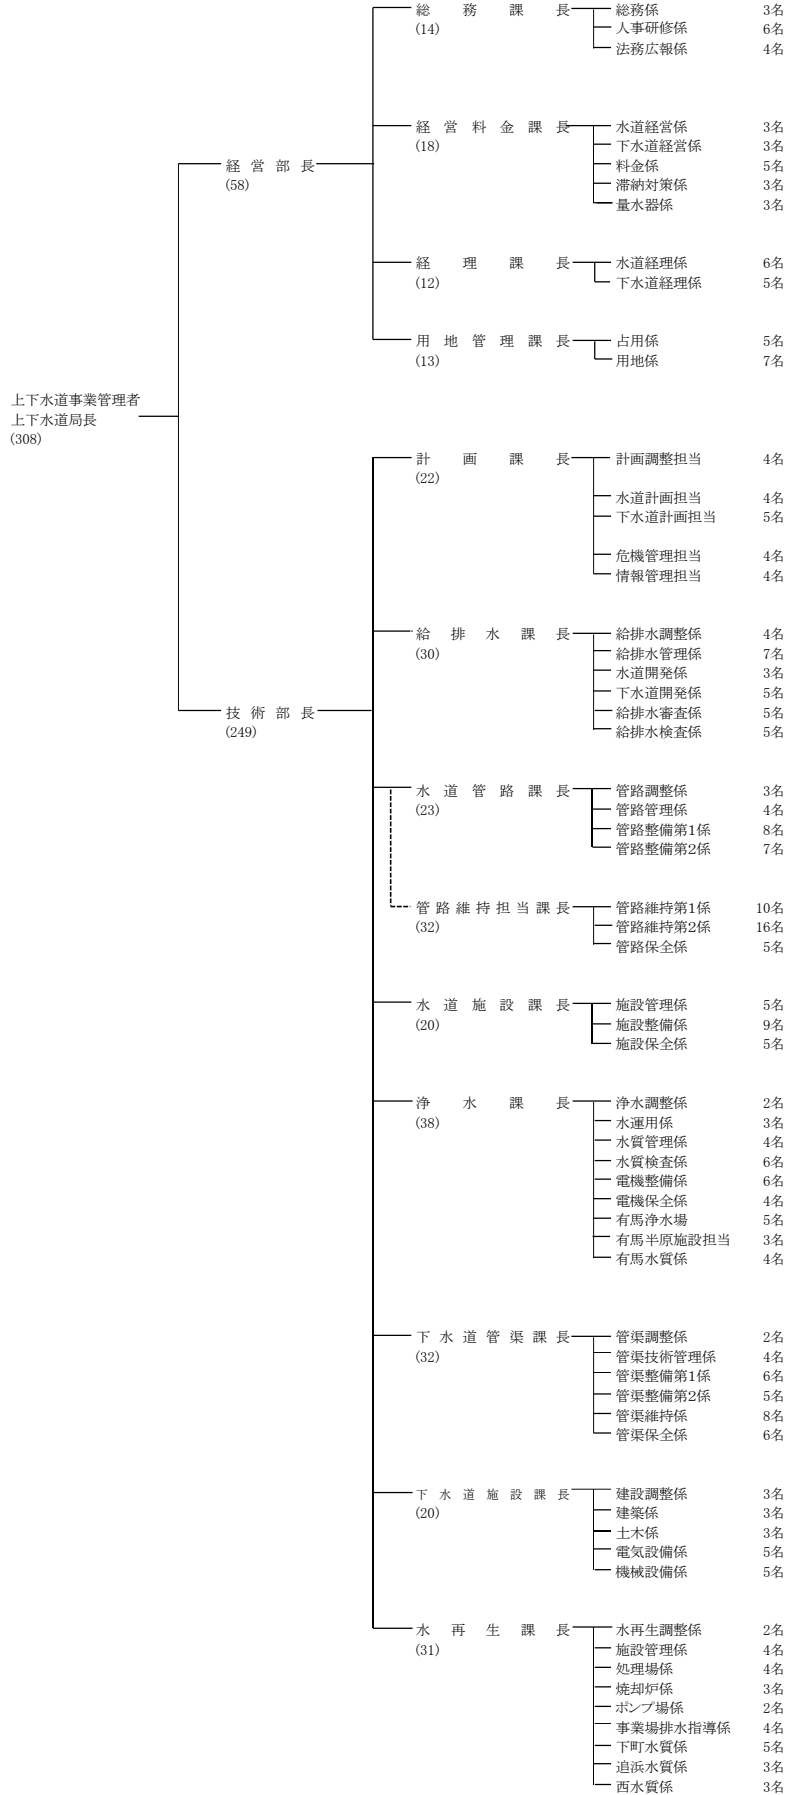 総務課長 総務係 3名
(14) 人事研修係 6名
法務広報係 4名
経営料金課長 水道経営係 3名
(18) 下水道経営係 3名
経営部長 料金係 5名
(58) 滞納対策係 3名
量水器係 3名
経理課長 水道経理係 6名
(12) 下水道経理係 5名
用地管理課長 占用係 5名
(13) 用地係 7名
上下水道事業管理者
上下水道局長
(308)
計画課長 計画調整担当 4名
(22)
水道計画担当 4名
下水道計画担当 5名
危機管理担当 4名
情報管理担当 4名
給排水課長 給排水調整係 4名
(30) 給排水管理係 7名
水道開発係 3名
下水道開発係 5名
技術部長 給排水審査係 5名
(249) 給排水検査係 5名
水道管路課長 管路調整係 3名
(23) 管路管理係 4名
管路整備第1係 8名
管路整備第2係 7名
管路維持担当課長 管路維持第1係 10名
(32) 管路維持第2係 16名
管路保全係 5名
水道施設課長 施設管理係 5名
(20) 施設整備係 9名
施設保全係 5名
浄水課長 浄水調整係 2名
(38) 水運用係 3名
水質管理係 4名
水質検査係 6名
電機整備係 6名
電機保全係 4名
有馬浄水場 5名
有馬半原施設担当 3名
有馬水質係 4名
下水道管渠課長 管渠調整係 2名
(32) 管渠技術管理係 4名
管渠整備第1係 6名
管渠整備第2係 5名
管渠維持係 8名
管渠保全係 6名
下水道施設課長 建設調整係 3名
(20) 建築係 3名
土木係 3名
電気設備係 5名
機械設備係 5名
水再生課長 水再生調整係 2名
(31) 施設管理係 4名
処理場係 4名
焼却炉係 3名
ポンプ場係 2名
事業場排水指導係 4名
下町水質係 5名
追浜水質係 3名
西水質係 3名